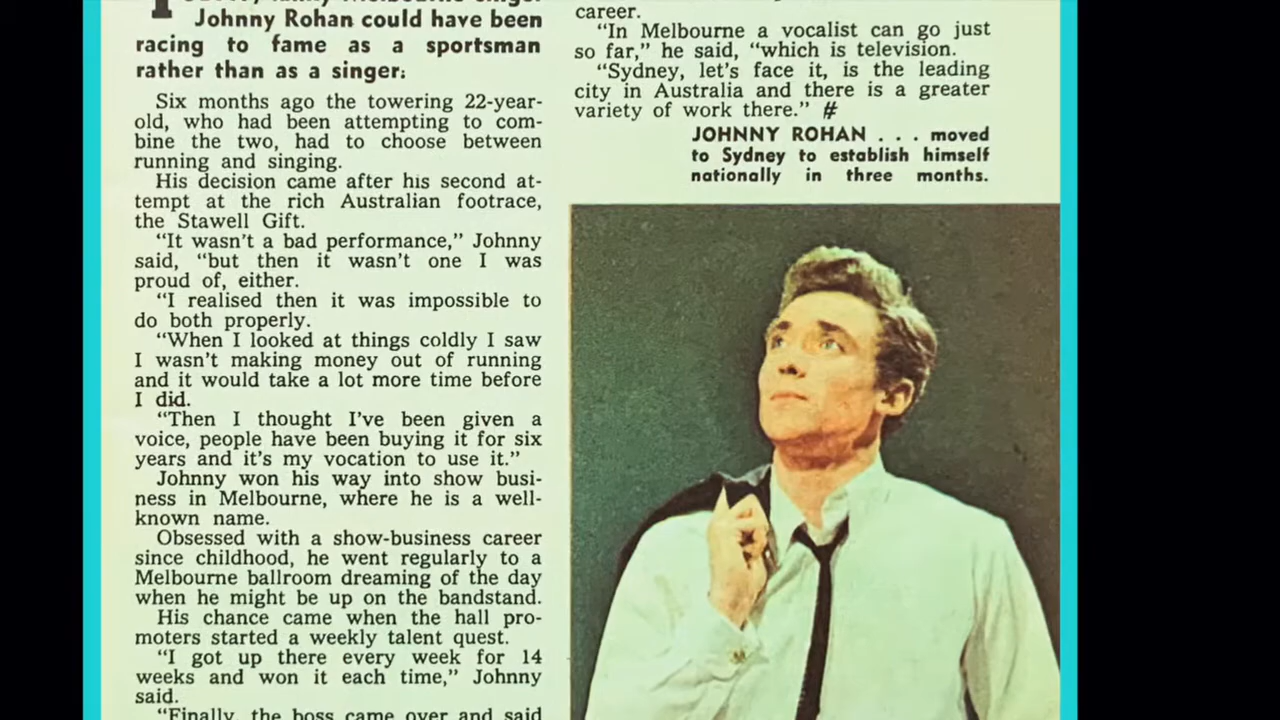 Johnny Rohan could have been
racing to fame as a sportsman
rather than as a singer:
Six months ago the towering 22-year-
old, who had been attempting to com-
bine the two, had to choose between
running and singing.
His decision came after his second at-
tempt at the rich Australian footrace,
the Stawell Gift.
“It wasn't a bad performance,” Johnny
said, “but then it wasn't one I was
proud of, either.
“I realised then it was impossible to
do both properly.
“When I looked at things coldly I saw
I wasn't making money out of running
and it would take a lot more time before
I did.
“Then I thought I've been given a
voice, people have been buying it for six
years and it's my vocation to use it.”
Johnny won his way into show busi-
ness in Melbourne, where he is a well-
known name.
Obsessed with a show-business career
since childhood, he went regularly to a
Melbourne ballroom dreaming of the day
when he might be up on the bandstand.
His chance came when the hall pro-
moters started a weekly talent quest.
“I got up there every week for 14
weeks and won it each time,” Johnny
said.
“Finally, the boss came over and said
career.
“In Melbourne a vocalist can go just
so far,” he said, “which is television.
“Sydney, let's face it, is the leading
city in Australia and there is a greater
variety of work there.” #
JOHNNY ROHAN . . . moved
to Sydney to establish himself
nationally in three months.